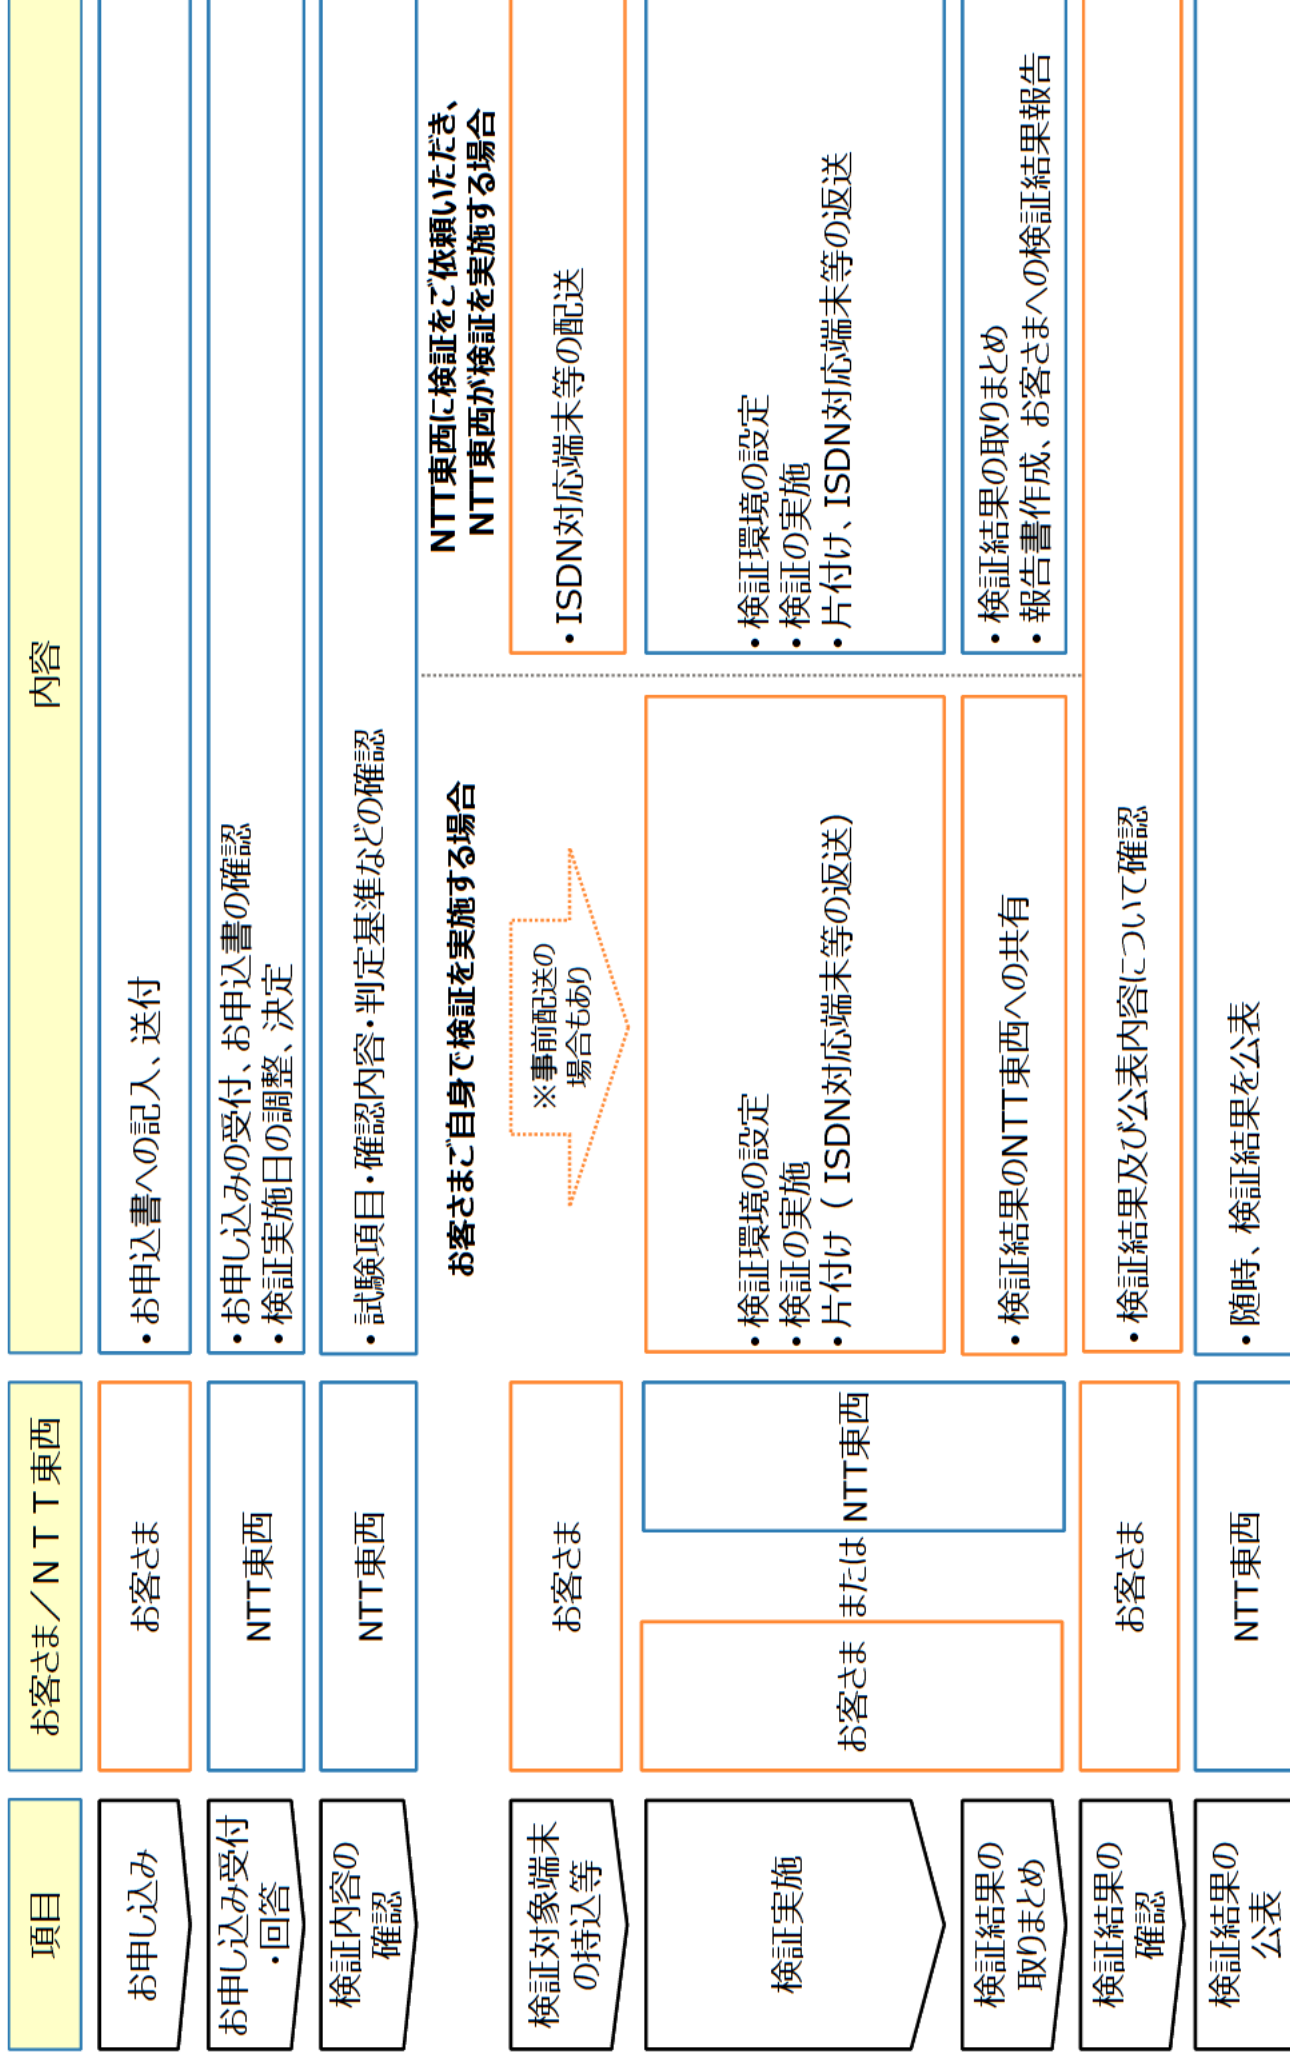 項目
お客さま／ＮＴＴ東西
内容
お申し込み
お客さま
・お申込書への記入、送付
お申し込み受付
・回答
NTT東西
・お申し込みの受付、お申込書の確認
・検証実施日の調整、決定
検証内容の
確認
NTT東西
・試験項目・確認内容・判定基準などの確認
お客さまご自身で検証を実施する場合
NTT東西に検証をご依頼いただき、
NTT東西が検証を実施する場合
検証対象端末
の持込等
お客さま
※事前配送の
場合もあり
・ISDN対応端末等の配送
検証実施
お客さま または NTT東西
・検証環境の設定
・検証の実施
・片付け（ISDN対応端末等の返送）
・検証環境の設定
・検証の実施
・片付け、ISDN対応端末等の返送
検証結果の
取りまとめ
・検証結果のNTT東西への共有
・検証結果の取りまとめ
・報告書作成、お客さまへの検証結果報告
検証結果の
確認
お客さま
・検証結果及び公表内容について確認
検証結果の
公表
NTT東西
・随時、検証結果を公表